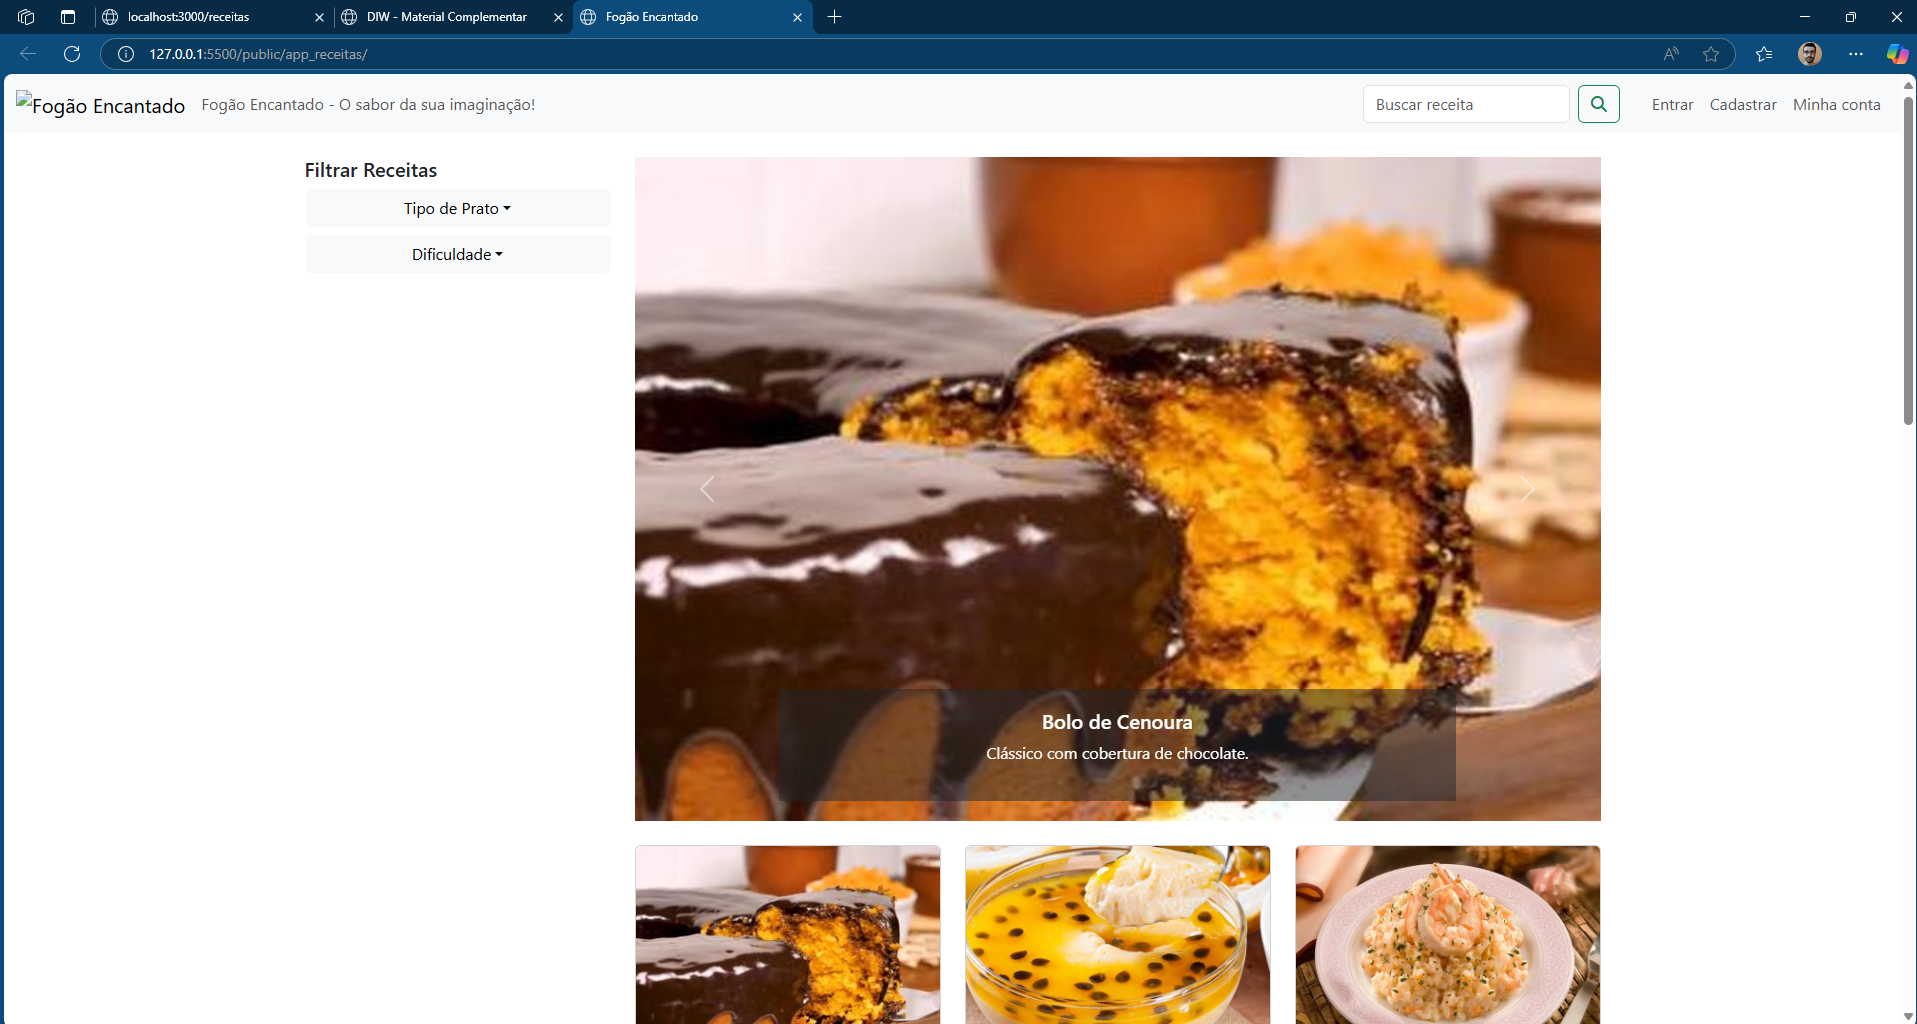 localhost:3000/receitas
DIW - Material Complementar
Fogão Encantado
127.0.0.1:5500/public/app_receitas/
Fogão Encantado
Fogão Encantado - O sabor da sua imaginação!
Buscar receita
Entrar
Cadastrar
Minha conta
Filtrar Receitas
Tipo de Prato
Dificuldade
Bolo de Cenoura
Clássico com cobertura de chocolate.